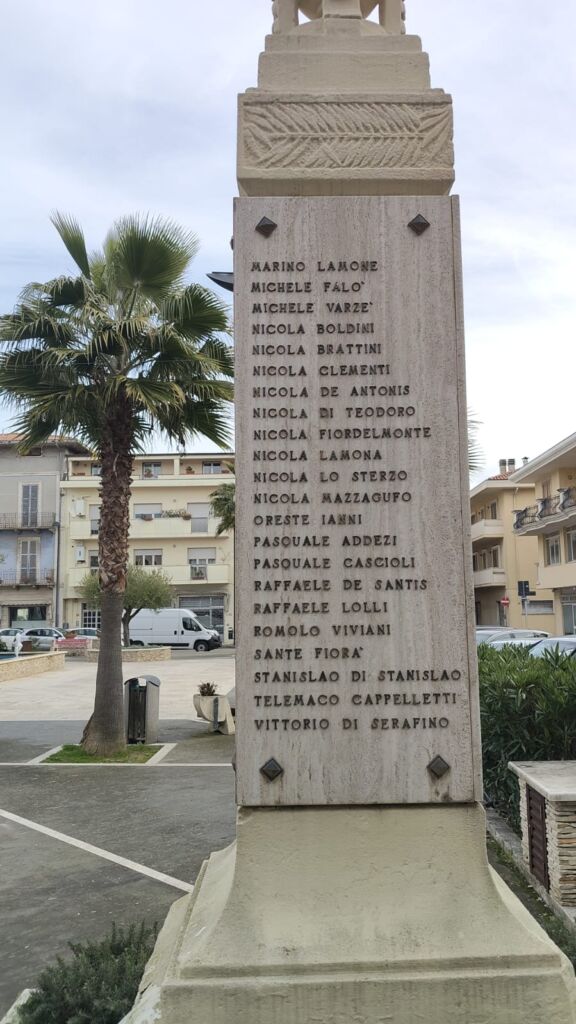 MARINO LAMONE
MICHELE FALO'
MICHELE VARZE'
NICOLA BOLDINI
NICOLA BRATTINI
NICOLA CLEMENTI
NICOLA DE ANTONIS
NICOLA DI TEODORO
NICOLA FIORDELMONTE
NICOLA LAMONA
NICOLA LO STERZO
NICOLA MAZZAGUFO
ORESTE IANNI
PASQUALE ADDEZI
PASQUALE CASCIOLI
RAFFAELE DE SANTIS
RAFFAELE LOLLI
ROMOLO VIVIANI
SANTE FIORA'
STANISLAO DI STANISLAO
TELEMACO CAPPELLETTI
VITTORIO DI SERAFINO